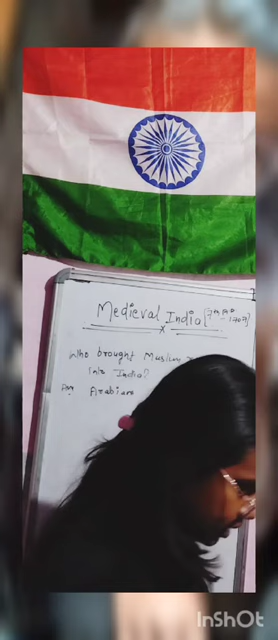 Medieval India
Who brought Muslim
into India?
Ans Arabians
InShOt